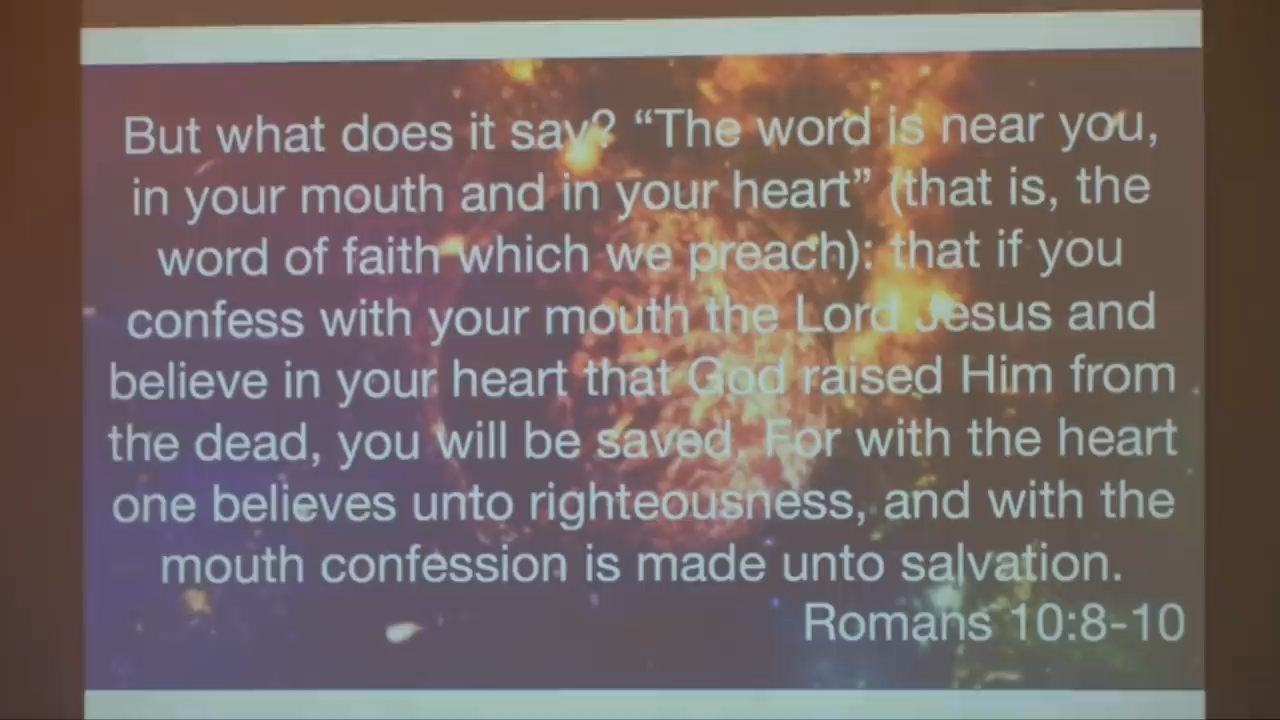 But what does it say? “The word is near you,
in your mouth and in your heart” (that is, the
word of faith which we preach): that if you
confess with your mouth the Lord Jesus and
believe in your heart that God raised Him from
the dead, you will be saved. For with the heart
one believes unto righteousness, and with the
mouth confession is made unto salvation.
Romans 10:8-10